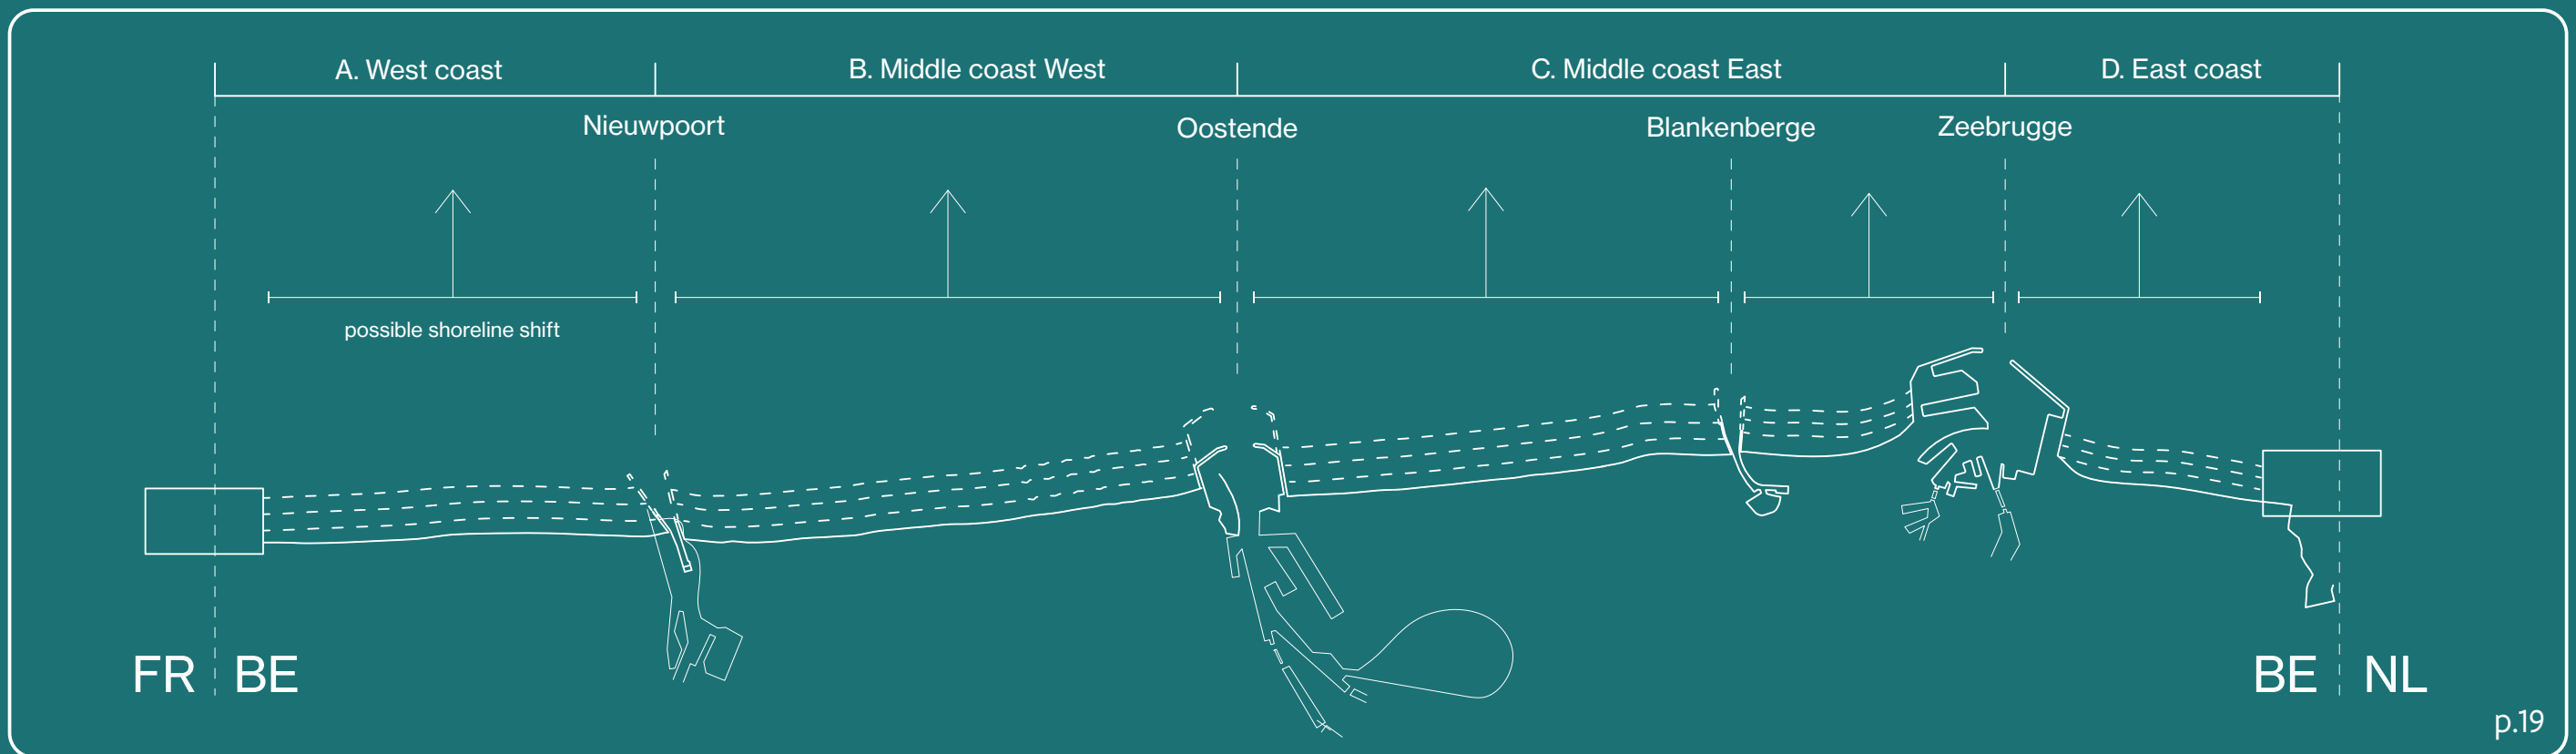 A. West coast
B. Middle coast West
C. Middle coast East
D. East coast
Nieuwpoort
Oostende
Blankenberge
Zeebrugge
possible shoreline shift
FR BE
BE NL
p.19